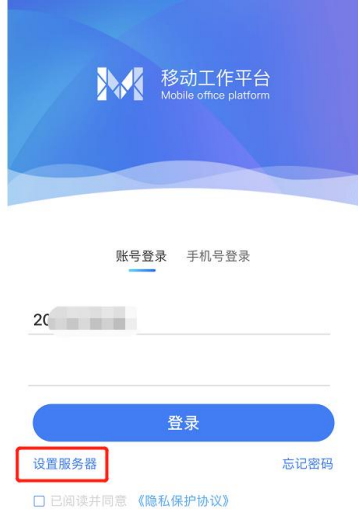 移动工作平台
Mobile office platform
账号登录 手机号登录
20
登录
设置服务器 忘记密码
已阅读并同意 《隐私保护协议》